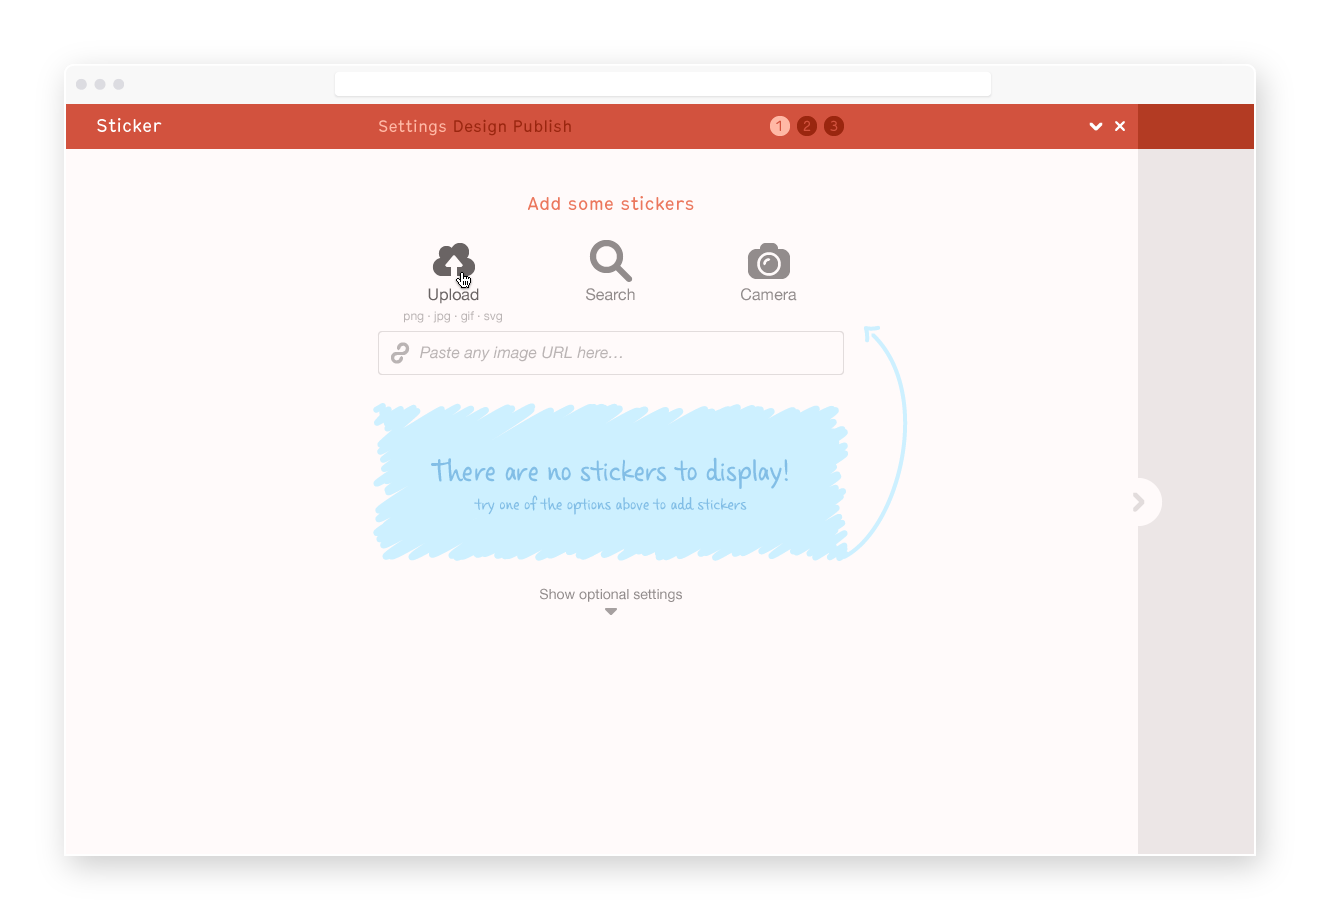 Sticker
Settings Design Publish
1 2 3
Add some stickers
Upload Search Camera
png · jpg · gif · svg
Paste any image URL here...
There are no stickers to display!
try one of the options above to add stickers
Show optional settings